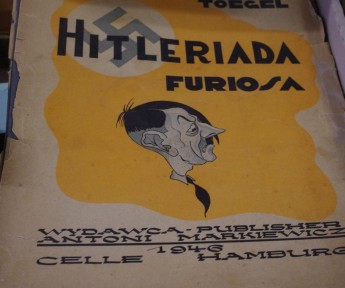 TOEGEL
HITLERIADA
FURIOSA
WYDAWCA - PUBLISHER
ANTONI MARKIEWICZ
1946
CELLE HAMBURG